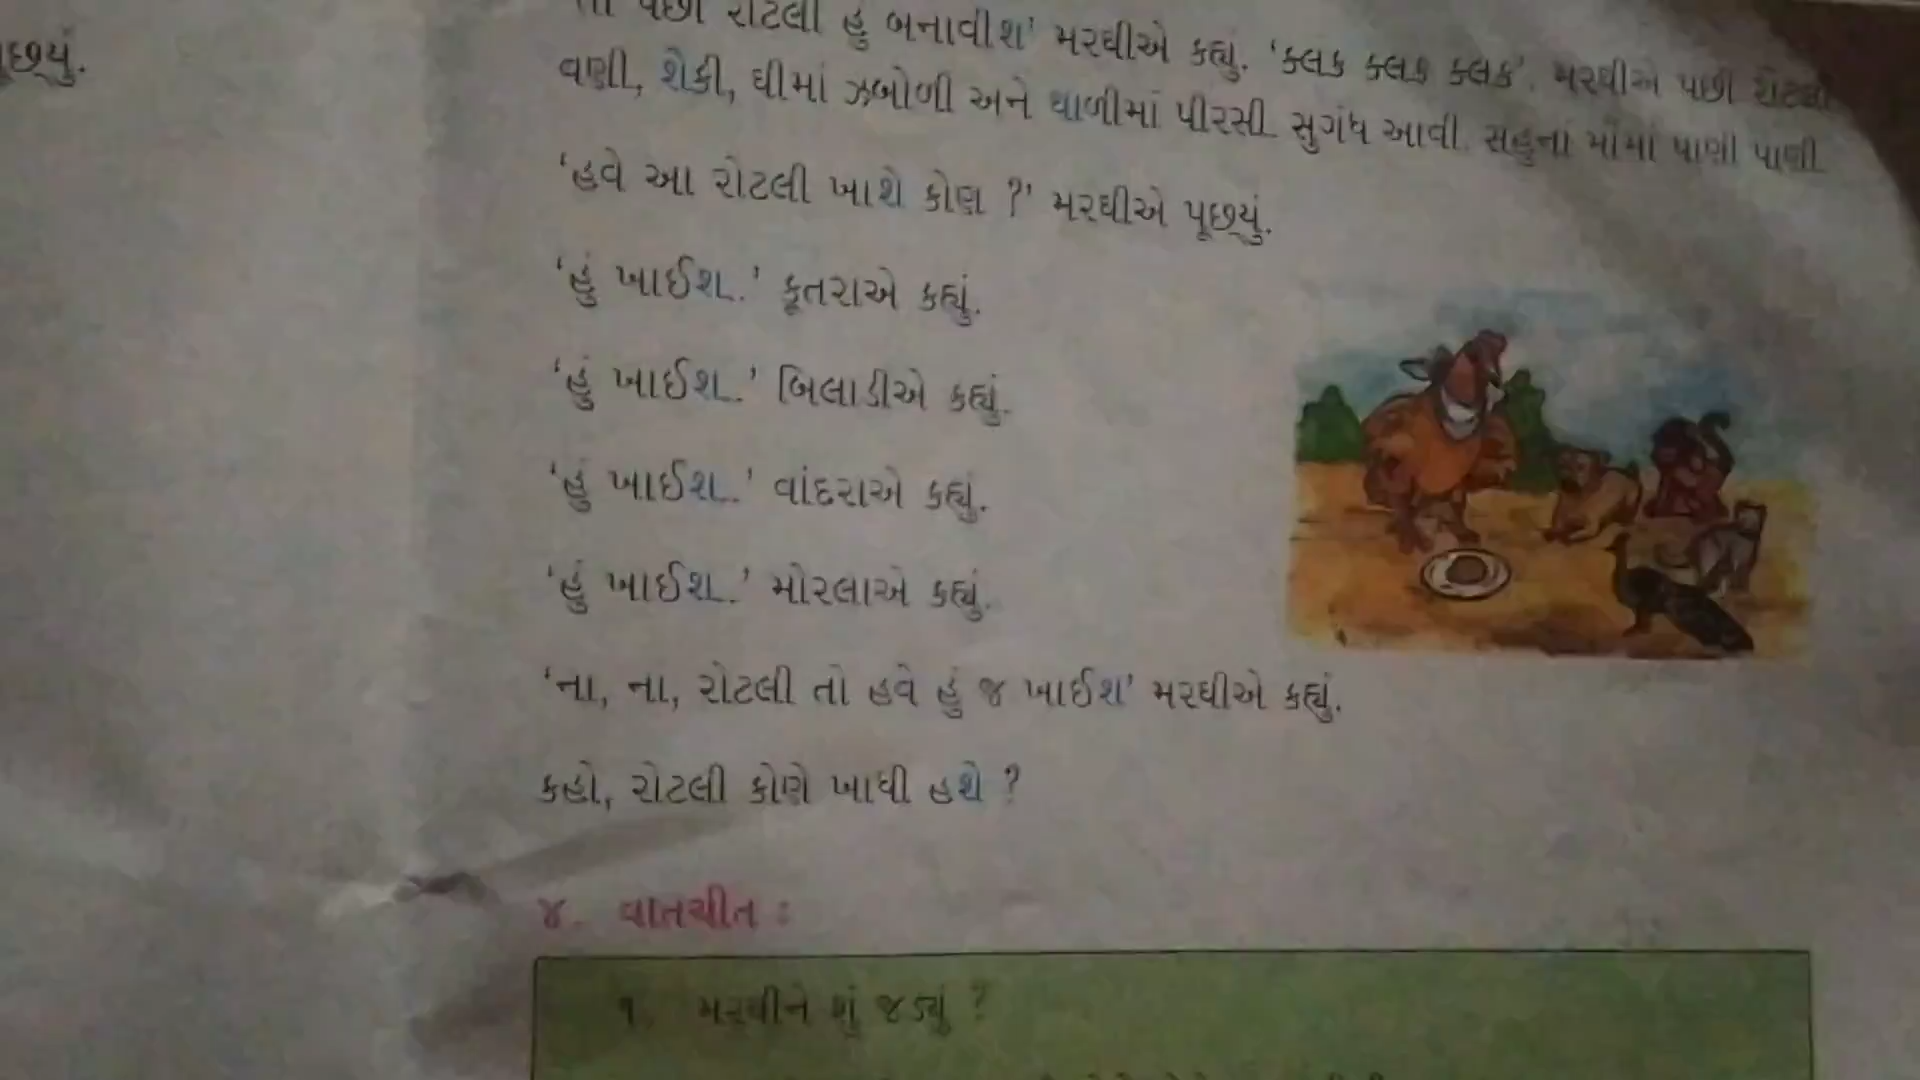 પૂછ્યું.
પછી રોટલી હું બનાવીશ' મરઘીએ કહ્યું. 'ક્લક ક્લક ક્લક'. મરઘીએ પછી રોટલી
વણી, શેકી, ઘીમાં ઝબોળી અને થાળીમાં પીરસી. સુગંધ આવી. સહુનાં મોંમાં પાણી પાણી
'હવે આ રોટલી ખાશે કોણ ?' મરઘીએ પૂછ્યું.
'હું ખાઈશ.' કૂતરાએ કહ્યું.
'હું ખાઈશ.' બિલાડીએ કહ્યું.
'હું ખાઈશ.' વાંદરાએ કહ્યું.
'હું ખાઈશ.' મોરલાએ કહ્યું.
'ના, ના, રોટલી તો હવે હું જ ખાઈશ' મરઘીએ કહ્યું.
કહો, રોટલી કોણે ખાધી હશે ?
૪. વાતચીત :
૧. મરઘીને શું જડ્યું ?